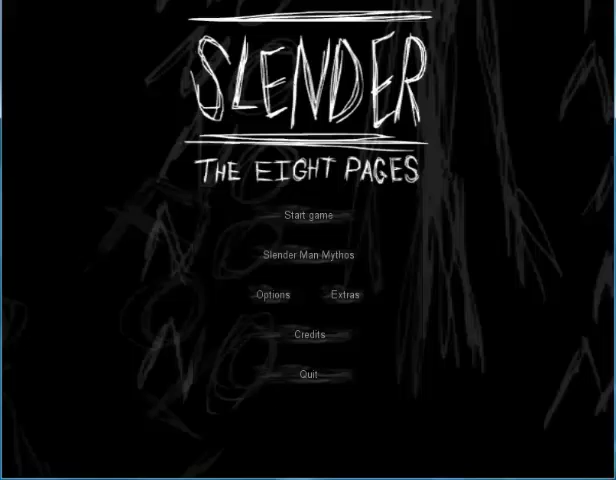 SLENDER
THE EIGHT PAGES
Start game
Slender Man Mythos
Options Extras
Credits
Quit